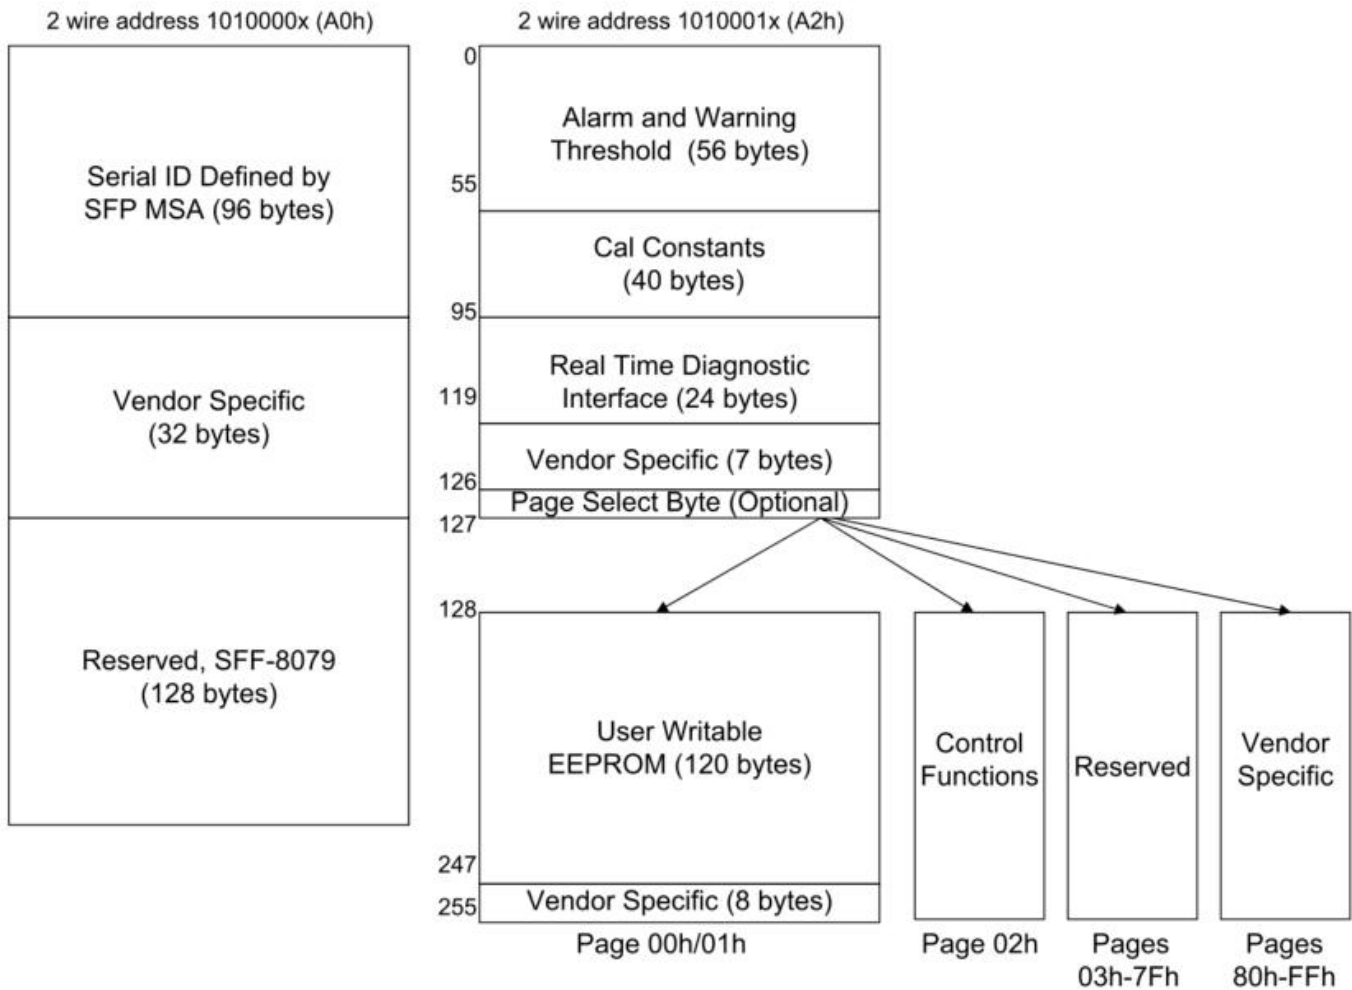 2 wire address 1010000x (A0h)
Serial ID Defined by
SFP MSA (96 bytes)
Vendor Specific
(32 bytes)
Reserved, SFF-8079
(128 bytes)
2 wire address 1010001x (A2h)
0
Alarm and Warning
Threshold (56 bytes)
55
Cal Constants
(40 bytes)
95
Real Time Diagnostic
Interface (24 bytes)
119
Vendor Specific (7 bytes)
126
Page Select Byte (Optional)
127
128
User Writable
EEPROM (120 bytes)
247
Vendor Specific (8 bytes)
255
Page 00h/01h
Control
Functions
Page 02h
Reserved
Pages
03h-7Fh
Vendor
Specific
Pages
80h-FFh